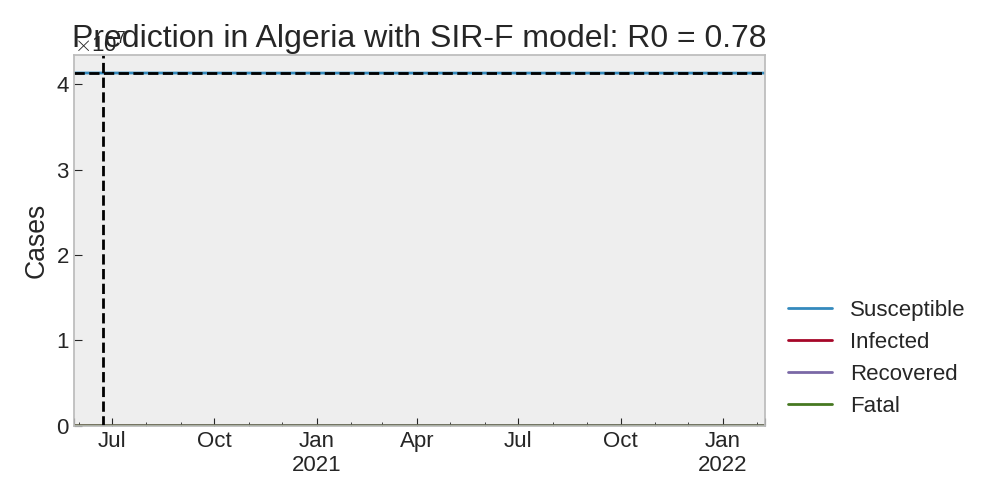 Prediction in Algeria with SIR-F model: R0 = 0.78
×10⁷
4
3
2
1
0
Cases
Jul Oct Jan Apr Jul Oct Jan
2021 2022
Susceptible
Infected
Recovered
Fatal